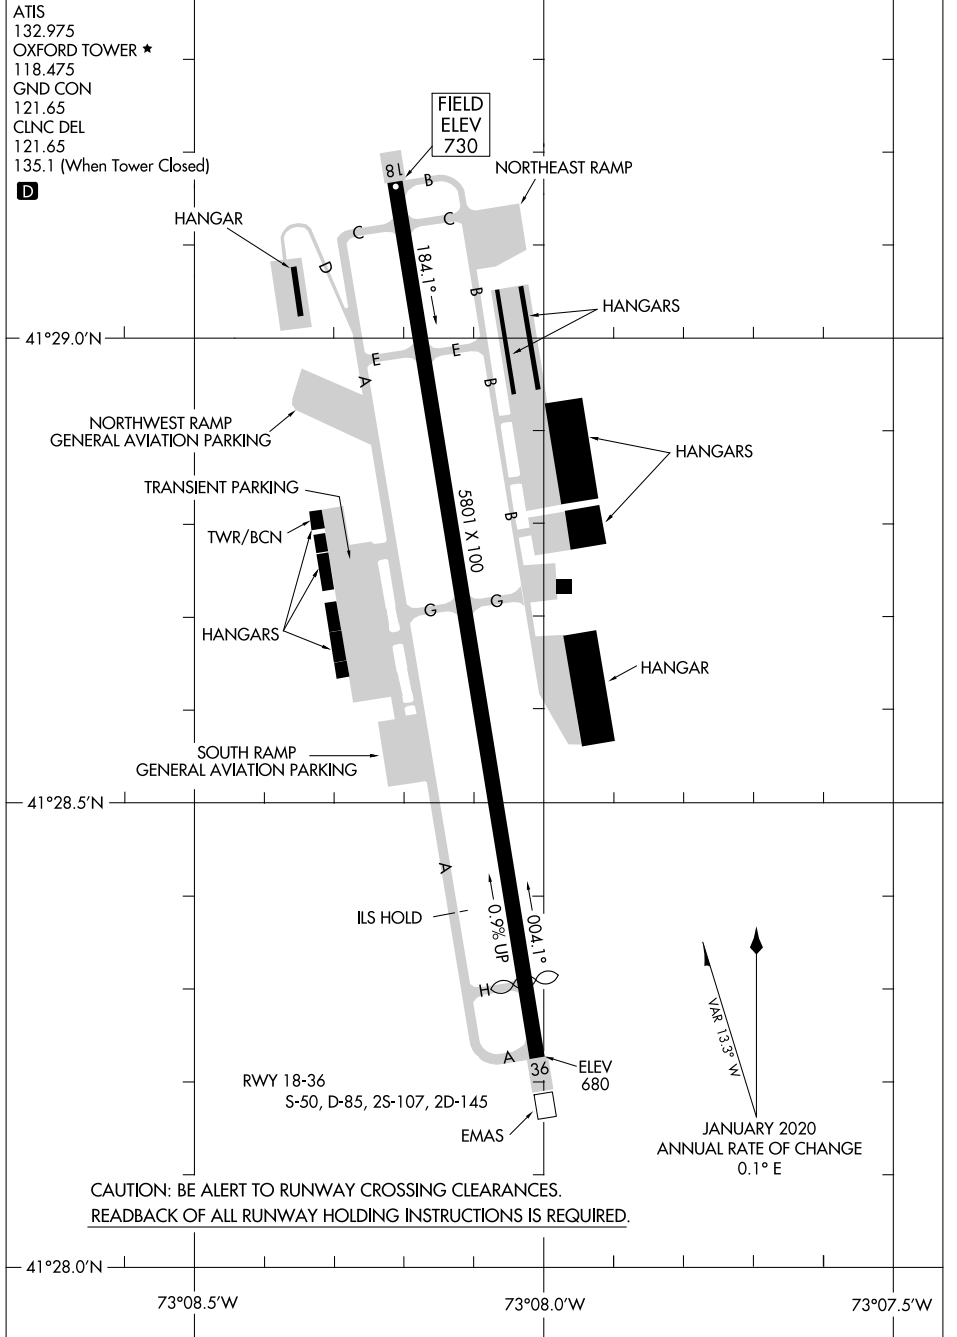 ATIS
132.975
OXFORD TOWER ★
118.475
GND CON
121.65
CLNC DEL
121.65
135.1 (When Tower Closed)
D
FIELD
ELEV
730
18
B
NORTHEAST RAMP
HANGAR
C
C
D
184.1°
B
HANGARS
41°29.0'N
E
E
A
B
NORTHWEST RAMP
GENERAL AVIATION PARKING
HANGARS
TRANSIENT PARKING
5801 X 100
B
TWR/BCN
G
G
HANGARS
HANGAR
SOUTH RAMP
GENERAL AVIATION PARKING
41°28.5'N
A
ILS HOLD
0.9% UP
004.1°
H
VAR 13.3° W
A
36
ELEV
680
RWY 18-36
S-50, D-85, 2S-107, 2D-145
EMAS
JANUARY 2020
ANNUAL RATE OF CHANGE
0.1° E
CAUTION: BE ALERT TO RUNWAY CROSSING CLEARANCES.
READBACK OF ALL RUNWAY HOLDING INSTRUCTIONS IS REQUIRED.
41°28.0'N
73°08.5'W
73°08.0'W
73°07.5'W